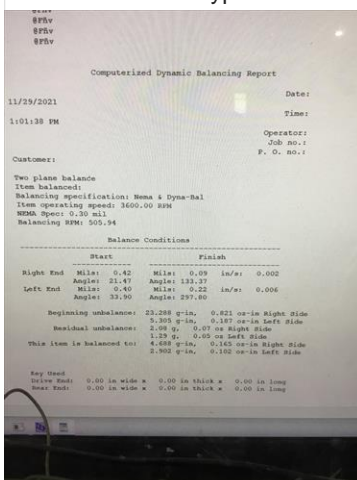 @Fñv
@Fñv
@Fñv
Computerized Dynamic Balancing Report
Date:
11/29/2021
Time:
1:01:38 PM
Operator:
Job no.:
P. O. no.:
Customer:
Two plane balance
Item balanced:
Balancing specification: Nema & Dyna-Bal
Item operating speed: 3600.00 RPM
NEMA Spec: 0.30 mil
Balancing RPM: 505.94
Balance Conditions
Start Finish
Right End Mils: 0.42 Mils: 0.09 in/s: 0.002
Angle: 21.47 Angle: 133.37
Left End Mils: 0.40 Mils: 0.22 in/s: 0.006
Angle: 33.90 Angle: 297.80
Beginning unbalance: 23.288 g-in, 0.821 oz-in Right Side
5.305 g-in, 0.187 oz-in Left Side
Residual unbalance: 2.08 g, 0.07 oz Right Side
1.29 g, 0.05 oz Left Side
This item is balanced to: 4.688 g-in, 0.165 oz-in Right Side
2.902 g-in, 0.102 oz-in Left Side
Key Used
Drive End: 0.00 in wide x 0.00 in thick x 0.00 in long
Rear End: 0.00 in wide x 0.00 in thick x 0.00 in long